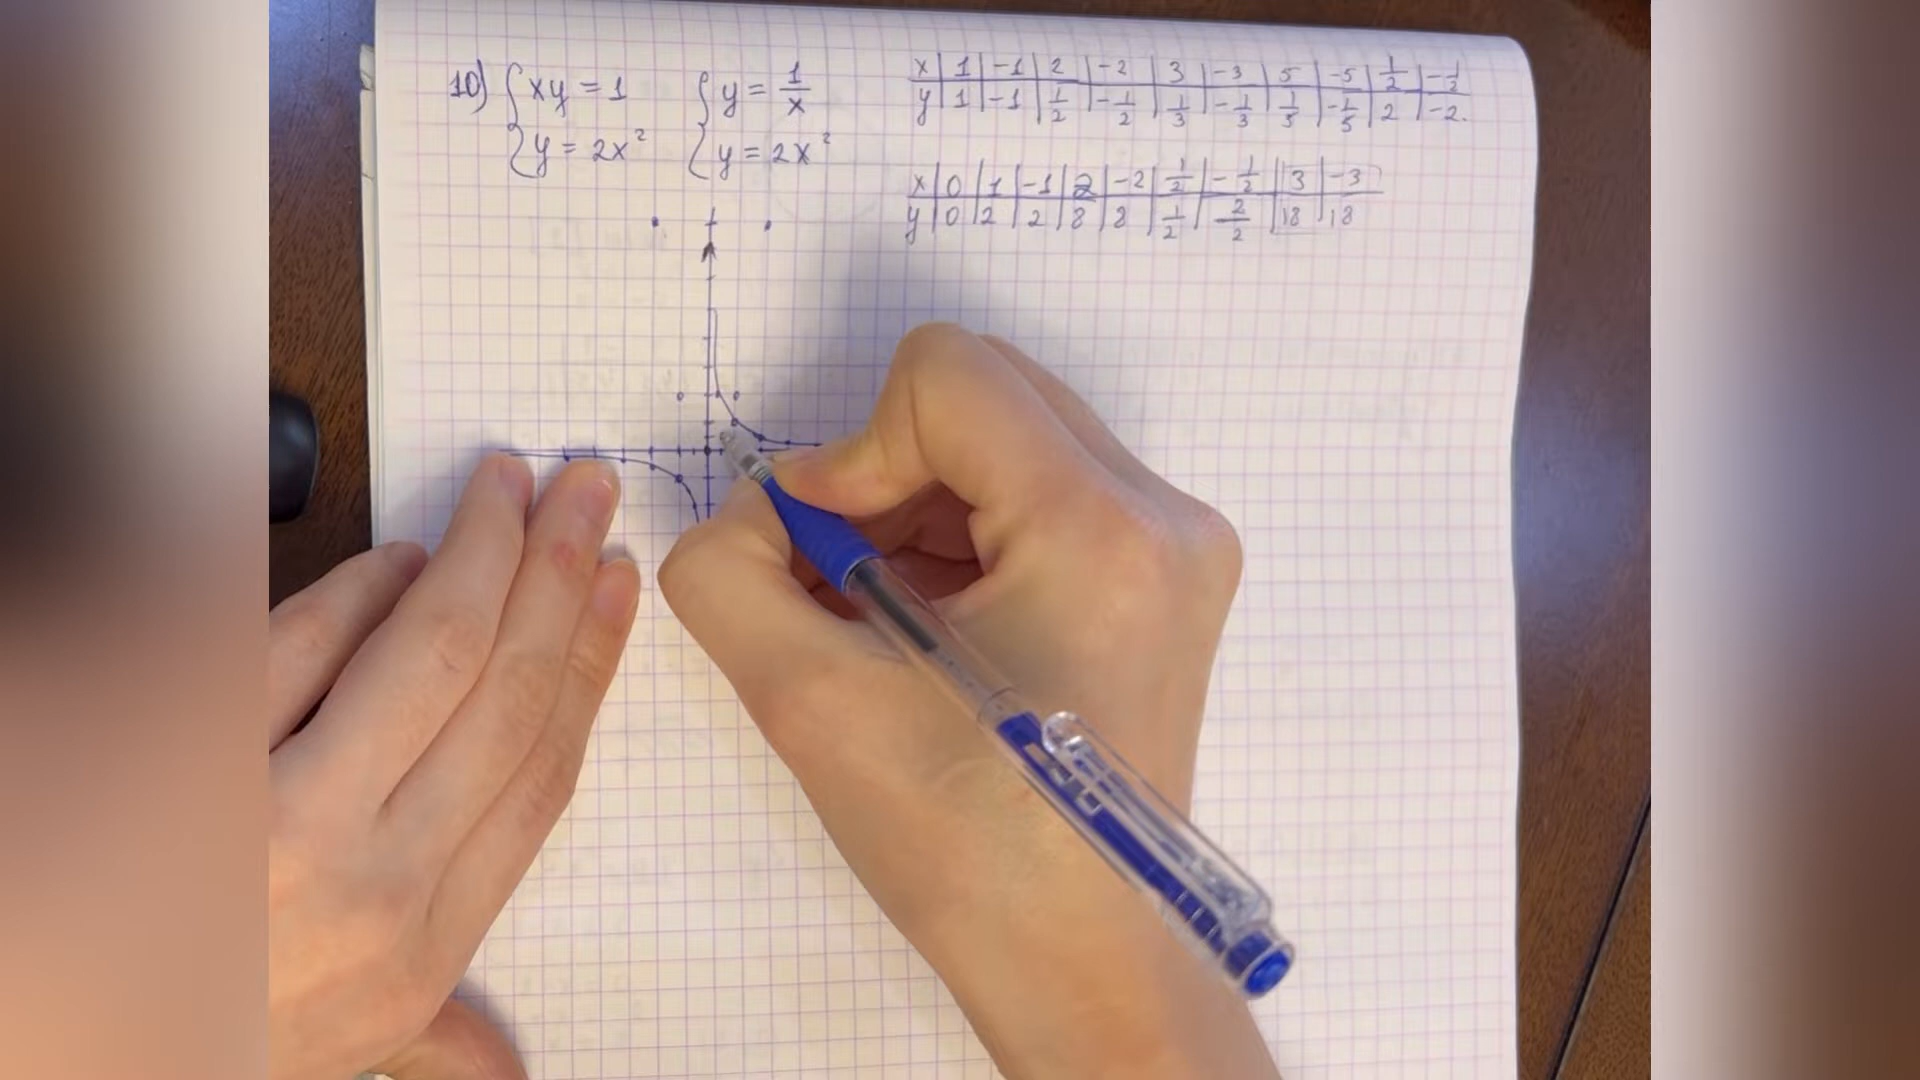 10) { xy = 1 { y = 1/x
{ y = 2x² { y = 2x²
x | 1 | -1 | 2 | -2 | 3 | -3 | 5 | -5 | 1/2 | -1/2
y | 1 | -1 | 1/2 | -1/2 | 1/3 | -1/3 | 1/5 | -1/5 | 2 | -2.
x | 0 | 1 | -1 | 2 | -2 | 1/2 | -1/2 | 3 | -3
y | 0 | 2 | 2 | 8 | 8 | 1/2 | 2/2 | 18 | 18